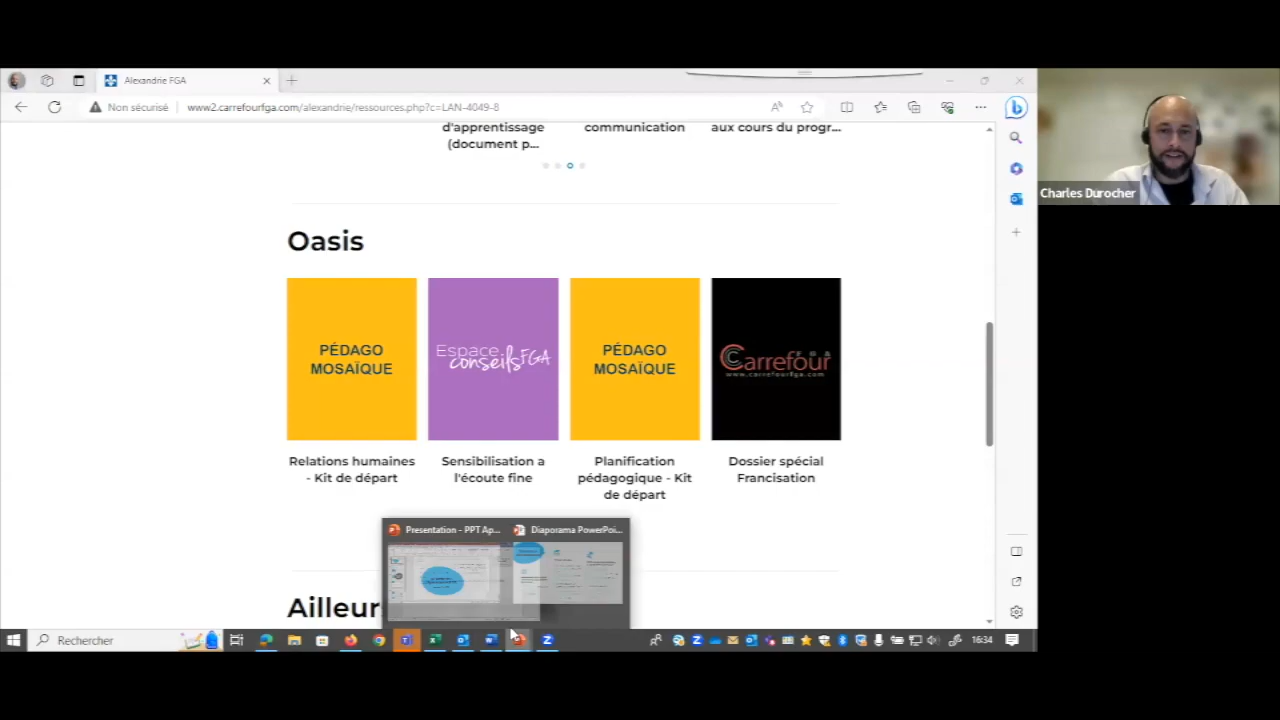 Alexandrie FGA
Non sécurisé
www2.carrefourfga.com/alexandrie/ressources.php?c=LAN-4049-8
d'apprentissage
(document p...
communication
aux cours du progr...
Charles Durocher
Oasis
PÉDAGO
MOSAÏQUE
Espace
conseilsFGA
PÉDAGO
MOSAÏQUE
FGA
Carrefour
www.carrefourfga.com
Relations humaines
- Kit de départ
Sensibilisation a
l'écoute fine
Planification
pédagogique - Kit
de départ
Dossier spécial
Francisation
Presentation - PPT Ap...
Diaporama PowerPoi...
Ailleur
Rechercher
16:34